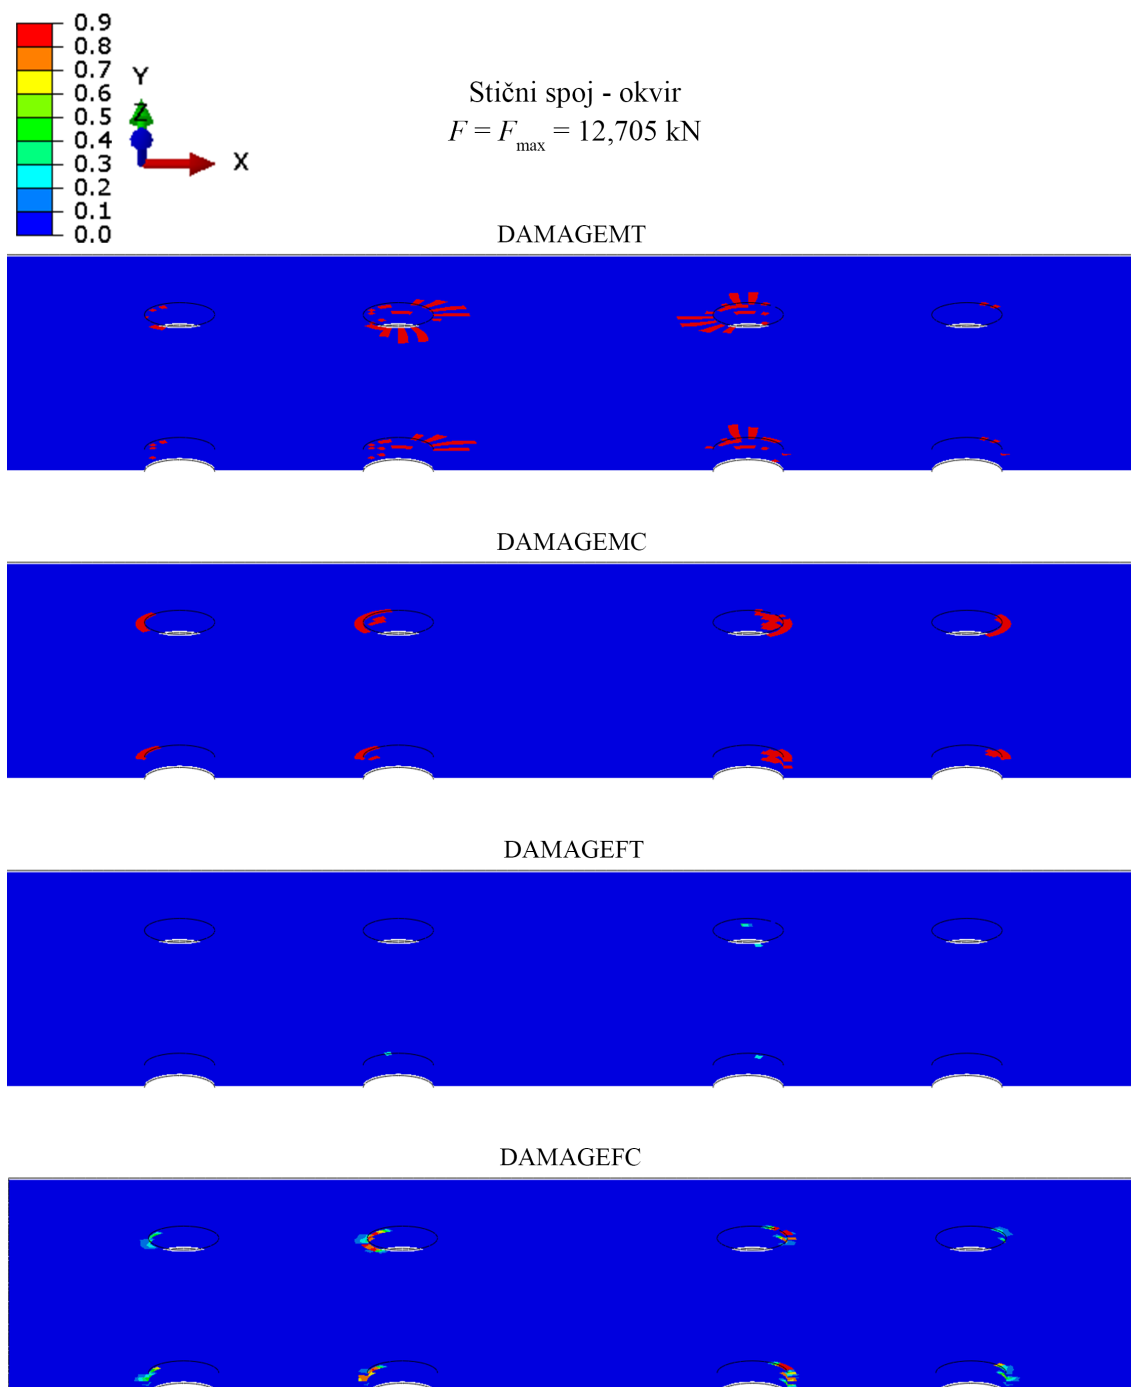 0.9
0.8
0.7
0.6
0.5
0.4
0.3
0.2
0.1
0.0
Y
Z
X
Stični spoj - okvir
F = Fmax = 12,705 kN
DAMAGEMT
DAMAGEMC
DAMAGEFT
DAMAGEFC